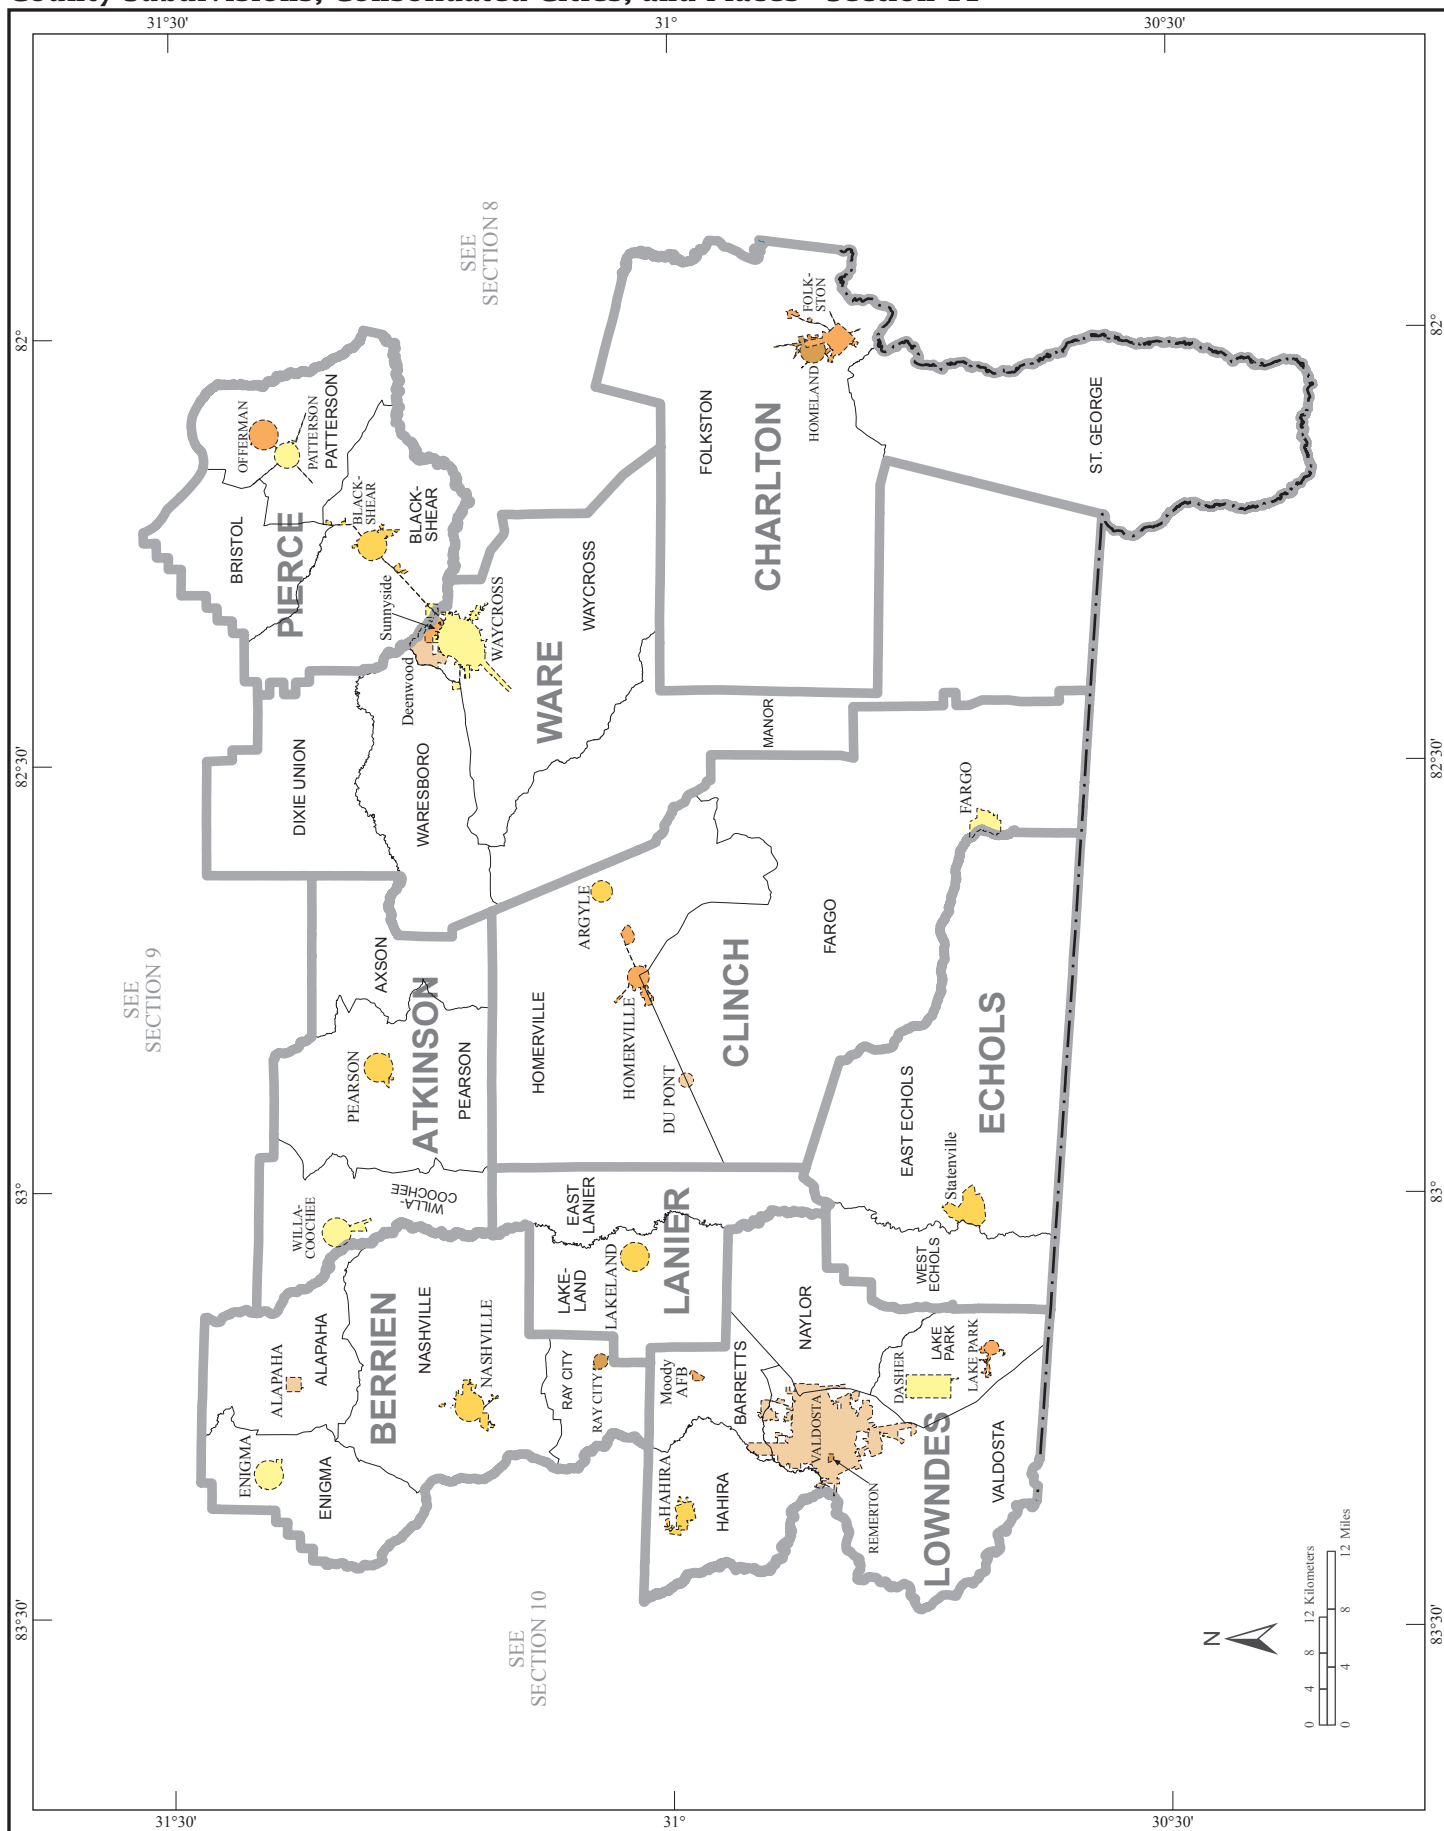 County Subdivisions, Consolidated Cities, and Places—Section 11
83°30'
83°
82°30'
82°
31°30'
31°30'
SEE
SECTION 9
SEE
SECTION 10
SEE
SECTION 8
ENIGMA
ENIGMA
ALAPAHA
ALAPAHA
BERRIEN
NASHVILLE
NASHVILLE
RAY CITY
RAY CITY
WILLA-
COOCHEE
WILLA-
COOCHEE
PEARSON
ATKINSON
PEARSON
AXSON
DIXIE UNION
WARESBORO
Deenwood
Sunnyside
WAYCROSS
WARE
WAYCROSS
MANOR
BRISTOL
PIERCE
OFFERMAN
PATTERSON
PATTERSON
BLACK-
SHEAR
BLACK-
SHEAR
EAST
LANIER
LAKE-
LAND
LAKELAND
LANIER
HOMERVILLE
ARGYLE
HOMERVILLE
DU PONT
CLINCH
FARGO
FARGO
FOLKSTON
CHARLTON
HOMELAND
FOLK-
STON
ST. GEORGE
HAHIRA
HAHIRA
Moody
AFB
BARRETTS
NAYLOR
VALDOSTA
REMERTON
LOWNDES
DASHER
LAKE
PARK
LAKE PARK
VALDOSTA
WEST
ECHOLS
EAST ECHOLS
Statenville
ECHOLS
31°
31°
30°30'
30°30'
N
0 4 8 12 Kilometers
0 4 8 12 Miles
83°30'
83°
82°30'
82°